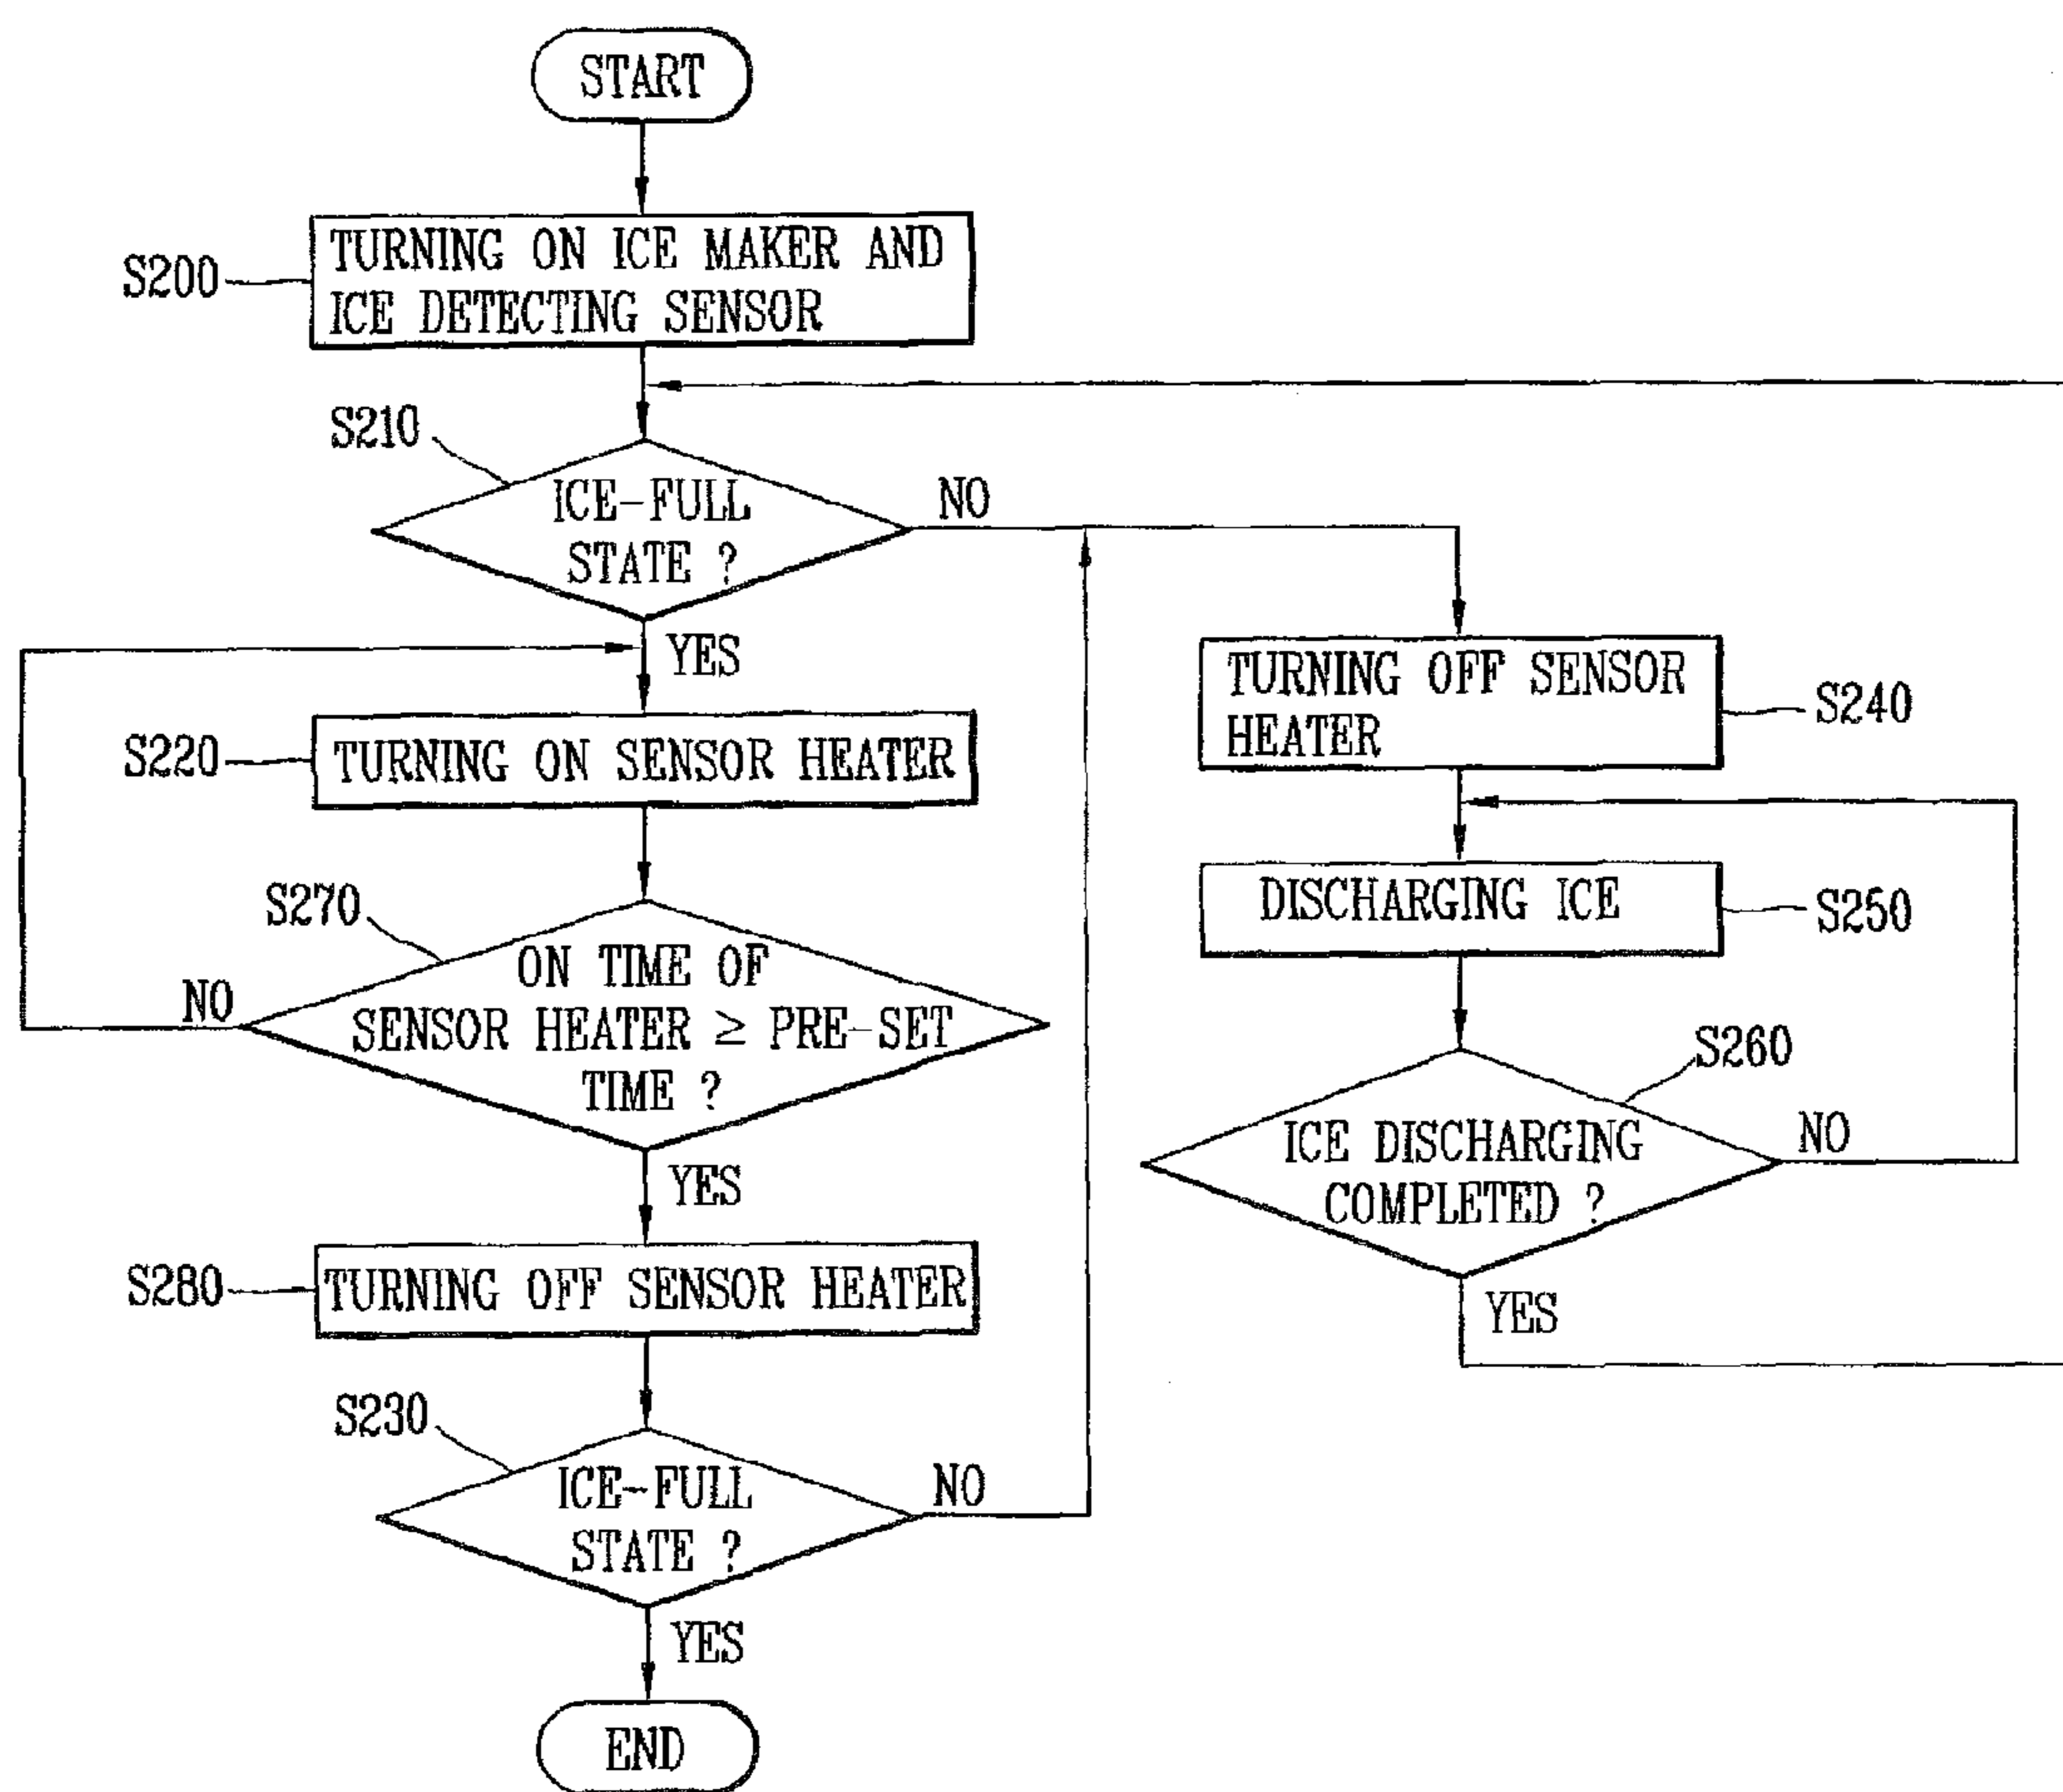 START
S200
TURNING ON ICE MAKER AND
ICE DETECTING SENSOR
S210
ICE-FULL
STATE ?
NO
YES
S220
TURNING ON SENSOR HEATER
S270
ON TIME OF
SENSOR HEATER ≥ PRE-SET
TIME ?
NO
YES
S280
TURNING OFF SENSOR HEATER
S230
ICE-FULL
STATE ?
NO
YES
END
TURNING OFF SENSOR
HEATER
S240
DISCHARGING ICE
S250
S260
ICE DISCHARGING
COMPLETED ?
NO
YES